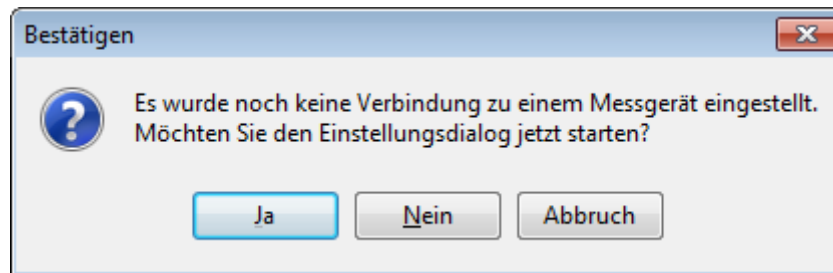 Bestätigen
Es wurde noch keine Verbindung zu einem Messgerät eingestellt.
Möchten Sie den Einstellungsdialog jetzt starten?
Ja
Nein
Abbruch